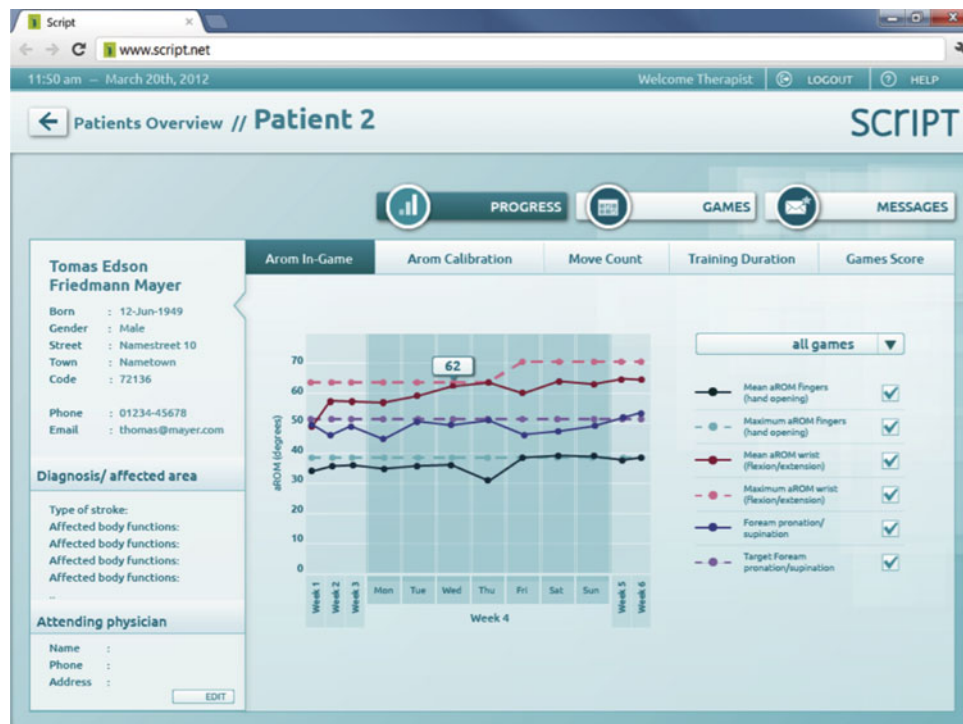 Script
www.script.net
11:50 am – March 20th, 2012
Welcome Therapist
LOGOUT
HELP
Patients Overview // Patient 2
SCRIPT
PROGRESS
GAMES
MESSAGES
Arom In-Game
Arom Calibration
Move Count
Training Duration
Games Score
Tomas Edson
Friedmann Mayer
Born : 12-Jun-1949
Gender : Male
Street : Namestreet 10
Town : Nametown
Code : 72136
Phone : 01234-45678
Email : thomas@mayer.com
Diagnosis/ affected area
Type of stroke:
Affected body functions:
Affected body functions:
Affected body functions:
Affected body functions:
..
Attending physician
Name :
Phone :
Address :
EDIT
aROM (degrees)
70
60
50
40
30
20
10
0
62
Week 1
Week 2
Week 3
Mon
Tue
Wed
Thu
Fri
Sat
Sun
Week 5
Week 6
Week 4
all games
Mean aROM fingers
(hand opening)
Maximum aROM fingers
(hand opening)
Mean aROM wrist
(flexion/extension)
Maximum aROM wrist
(flexion/extension)
Foream pronation/
supination
Target Foream
pronation/supination